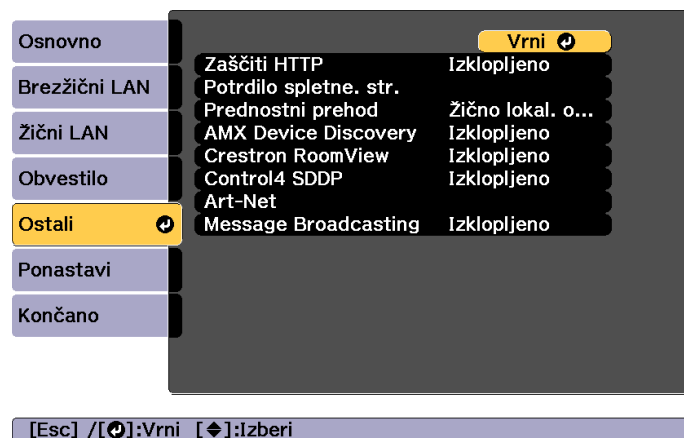 Osnovno
Brezžični LAN
Žični LAN
Obvestilo
Ostali
Ponastavi
Končano
Vrni
Zaščiti HTTP Izklopljeno
Potrdilo spletne. str.
Prednostni prehod Žično lokal. o...
AMX Device Discovery Izklopljeno
Crestron RoomView Izklopljeno
Control4 SDDP Izklopljeno
Art-Net
Message Broadcasting Izklopljeno
[Esc] /[⏎]:Vrni [◆]:Izberi